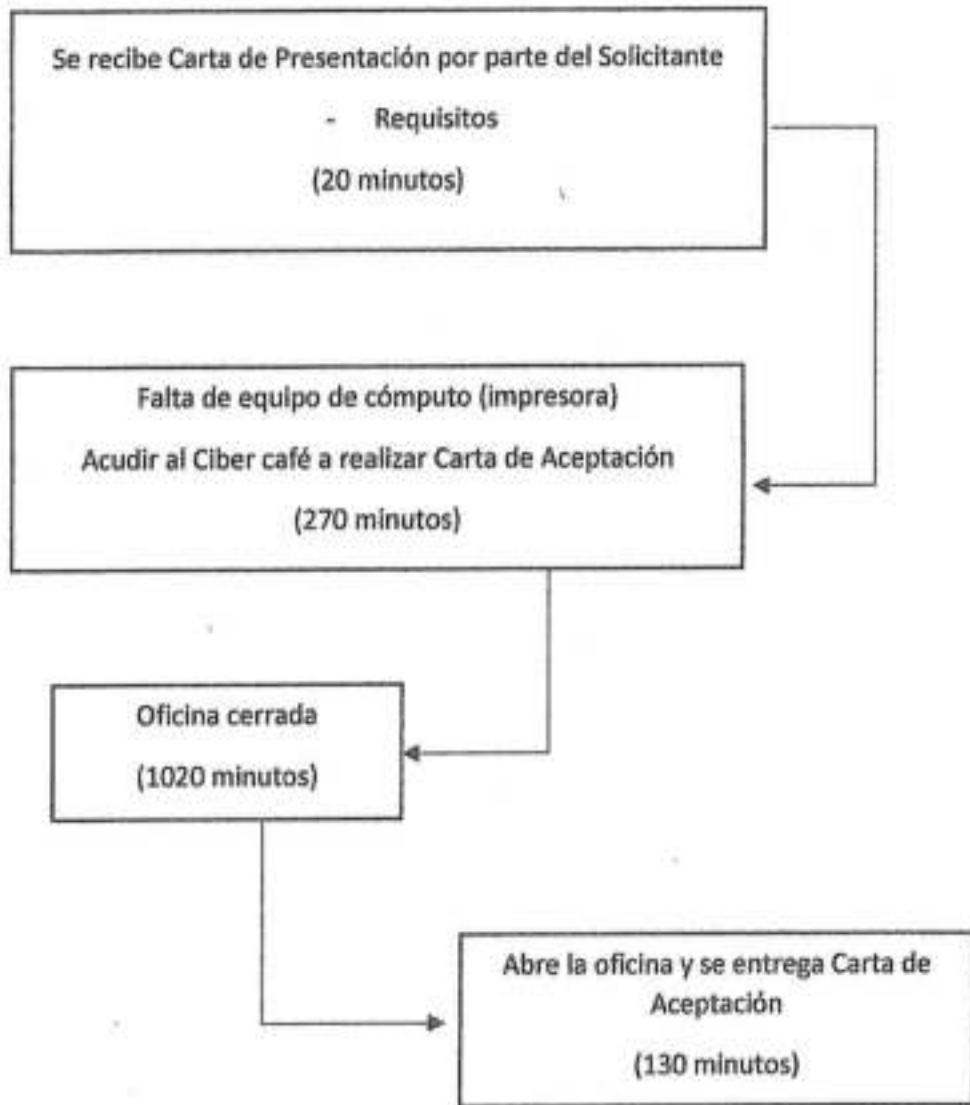 Se recibe Carta de Presentación por parte del Solicitante
- Requisitos
(20 minutos)
Falta de equipo de cómputo (impresora)
Acudir al Ciber café a realizar Carta de Aceptación
(270 minutos)
Oficina cerrada
(1020 minutos)
Abre la oficina y se entrega Carta de
Aceptación
(130 minutos)